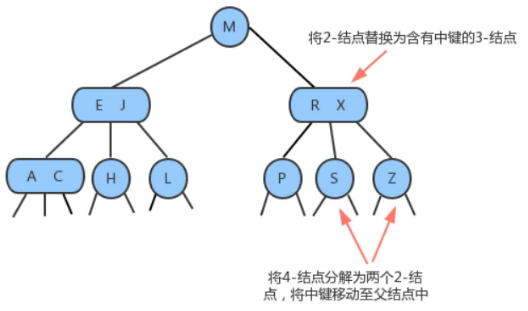 M
将2-结点替换为含有中键的3-结点
E J
R X
A C
H
L
P
S
Z
将4-结点分解为两个2-结
点，将中键移动至父结点中